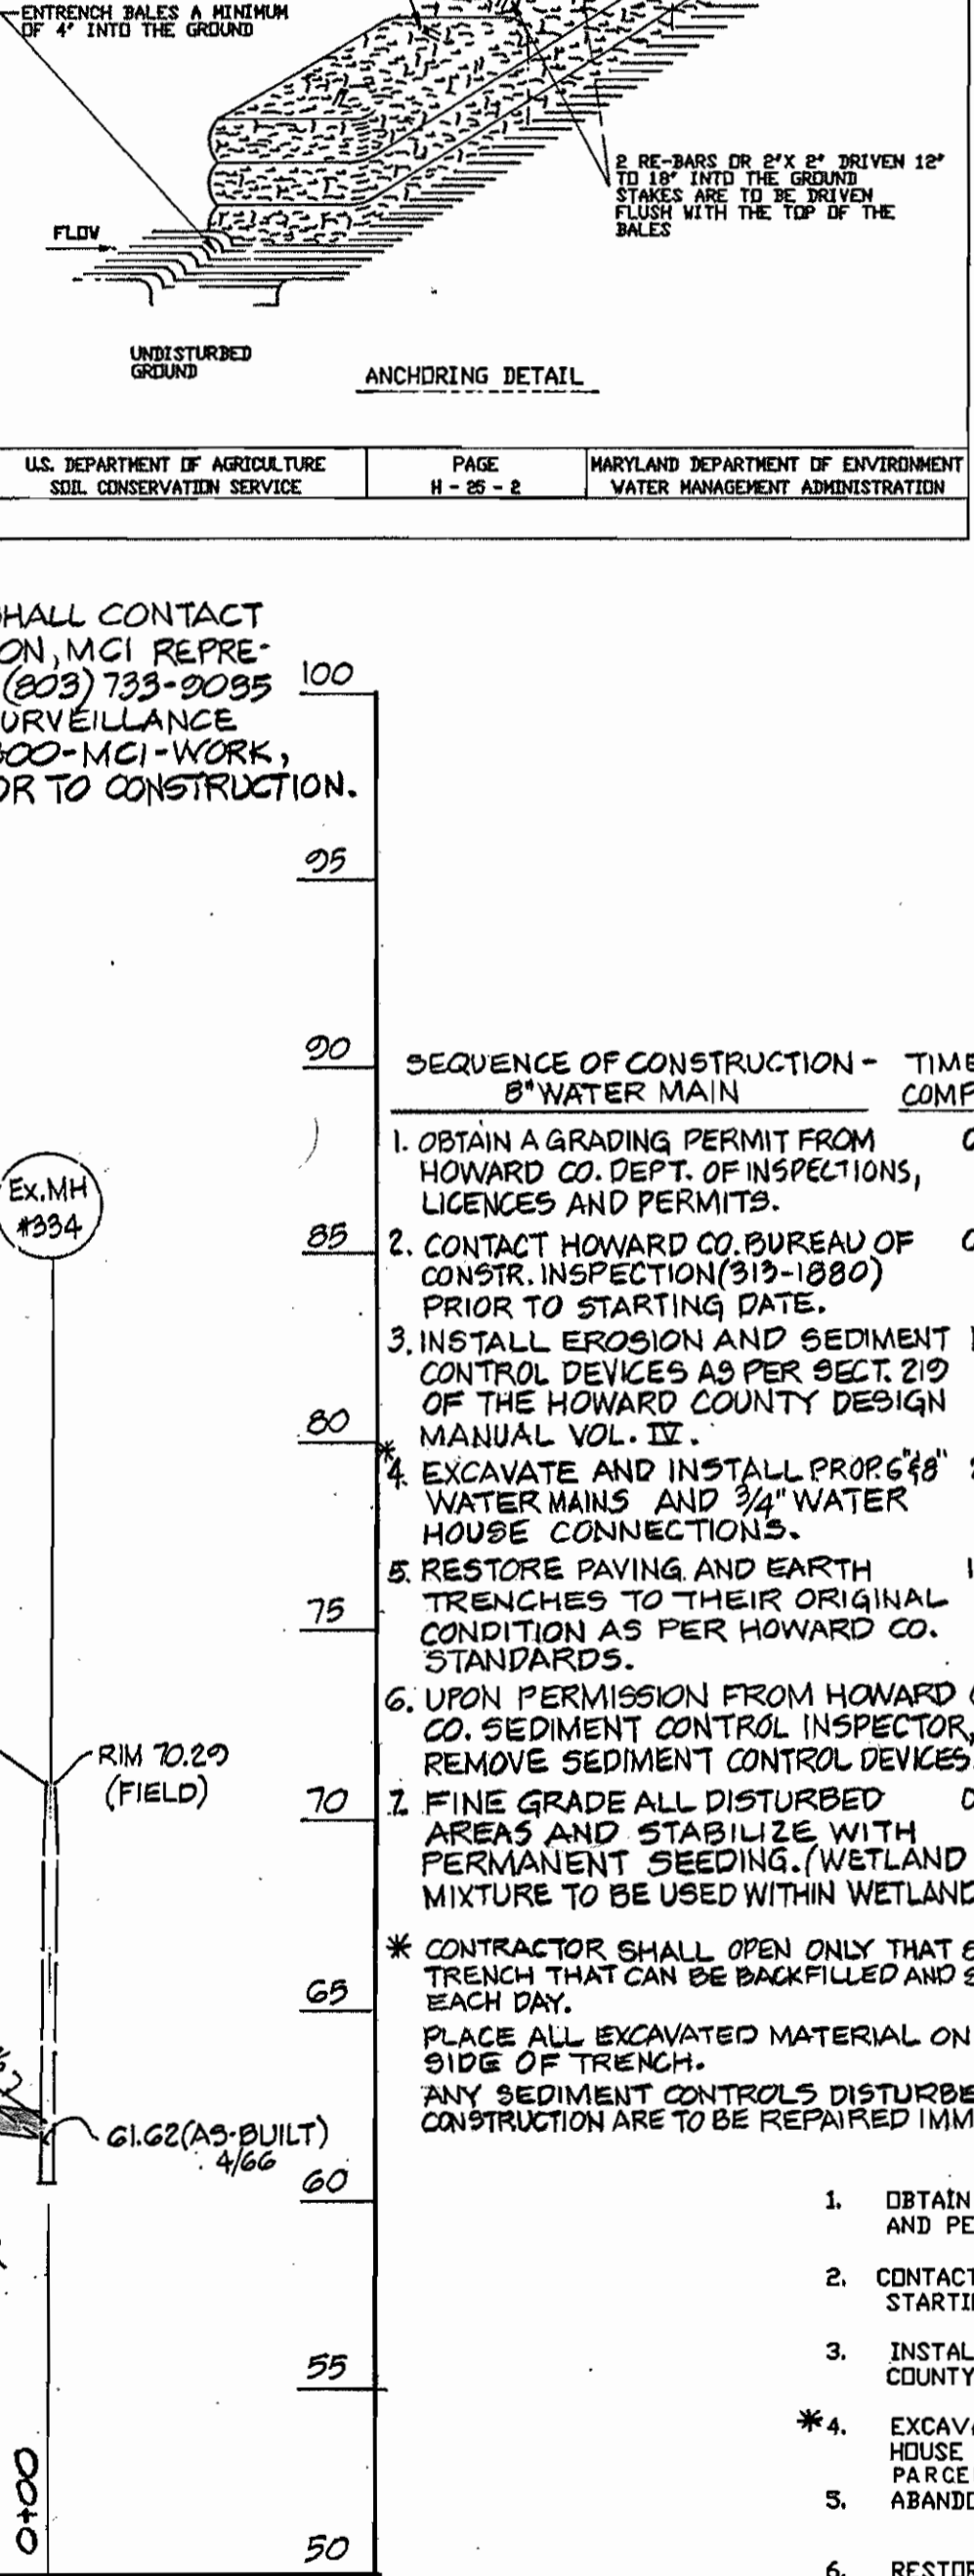 ENTRENCH BALES A MINIMUM
OF 4" INTO THE GROUND
2 RE-BARS OR 2"X 2" DRIVEN 12"
TO 18" INTO THE GROUND
STAKES ARE TO BE DRIVEN
FLUSH WITH THE TOP OF THE
BALES
FLOW
UNDISTURBED
GROUND
ANCHORING DETAIL
U.S. DEPARTMENT OF AGRICULTURE
SOIL CONSERVATION SERVICE
PAGE
H - 26 - 2
MARYLAND DEPARTMENT OF ENVIRONMENT
WATER MANAGEMENT ADMINISTRATION
HALL CONTACT
ON, MCI REPRE-
(803) 733-9035
URVEILLANCE
800-MCI-WORK,
OR TO CONSTRUCTION.
100
95
90
85
80
75
70
65
60
55
50
Ex. MH
#334
RIM 70.29
(FIELD)
61.62 (AS-BUILT)
4/66
0+00
SEQUENCE OF CONSTRUCTION - TIME
8" WATER MAIN COMP
1. OBTAIN A GRADING PERMIT FROM
HOWARD CO. DEPT. OF INSPECTIONS,
LICENCES AND PERMITS.
2. CONTACT HOWARD CO. BUREAU OF
CONSTR. INSPECTION (313-1880)
PRIOR TO STARTING DATE.
3. INSTALL EROSION AND SEDIMENT
CONTROL DEVICES AS PER SECT. 219
OF THE HOWARD COUNTY DESIGN
MANUAL VOL. IV.
*4. EXCAVATE AND INSTALL PROP. 6"&8"
WATER MAINS AND 3/4" WATER
HOUSE CONNECTIONS.
5. RESTORE PAVING AND EARTH
TRENCHES TO THEIR ORIGINAL
CONDITION AS PER HOWARD CO.
STANDARDS.
6. UPON PERMISSION FROM HOWARD
CO. SEDIMENT CONTROL INSPECTOR,
REMOVE SEDIMENT CONTROL DEVICES.
7. FINE GRADE ALL DISTURBED
AREAS AND STABILIZE WITH
PERMANENT SEEDING. (WETLAND
MIXTURE TO BE USED WITHIN WETLAND
* CONTRACTOR SHALL OPEN ONLY THAT
TRENCH THAT CAN BE BACKFILLED AND
EACH DAY.
PLACE ALL EXCAVATED MATERIAL ON
SIDE OF TRENCH.
ANY SEDIMENT CONTROLS DISTURBE
CONSTRUCTION ARE TO BE REPAIRED IMM
1. OBTAIN
AND PE
2. CONTACT
STARTI
3. INSTAL
COUNTY
*4. EXCAVA
HOUSE
PARCE
5. ABANDO
6. RESTOR